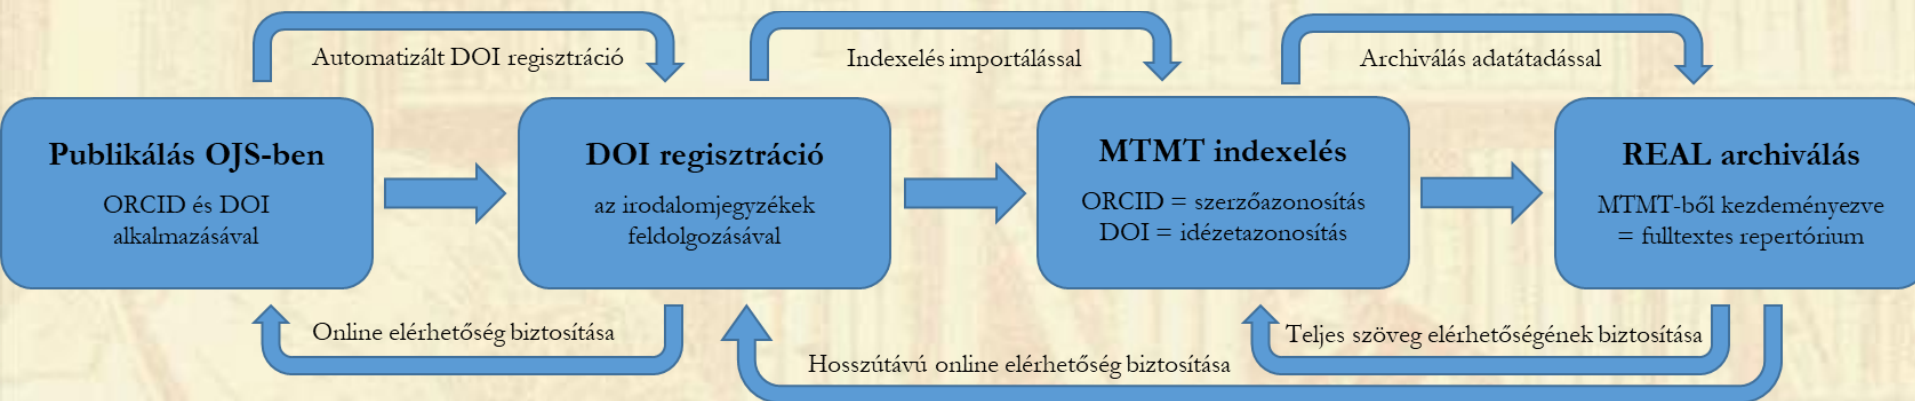 Automatizált DOI regisztráció
Indexelés importálással
Archiválás adatátadással
Publikálás OJS-ben
ORCID és DOI
alkalmazásával
DOI regisztráció
az irodalomjegyzékek
feldolgozásával
MTMT indexelés
ORCID = szerzőazonosítás
DOI = idézetazonosítás
REAL archiválás
MTMT-ből kezdeményezve
= fulltextes repertórium
Online elérhetőség biztosítása
Teljes szöveg elérhetőségének biztosítása
Hosszútávú online elérhetőség biztosítása